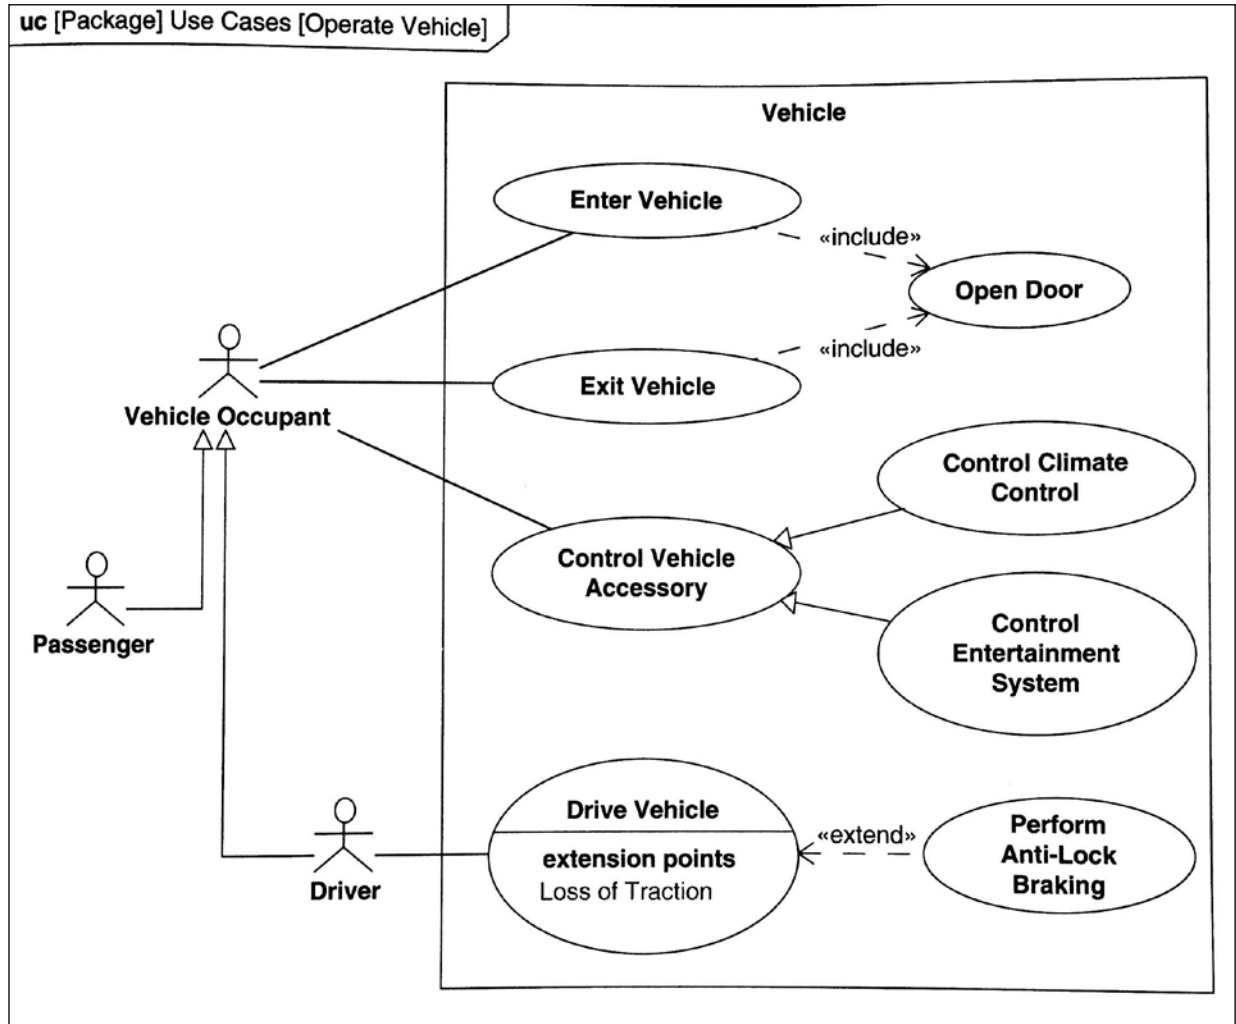 uc [Package] Use Cases [Operate Vehicle]
Vehicle
Enter Vehicle
«include»
Open Door
«include»
Exit Vehicle
Vehicle Occupant
Control Climate
Control
Control Vehicle
Accessory
Passenger
Control
Entertainment
System
Drive Vehicle
extension points
Loss of Traction
«extend»
Perform
Anti-Lock
Braking
Driver